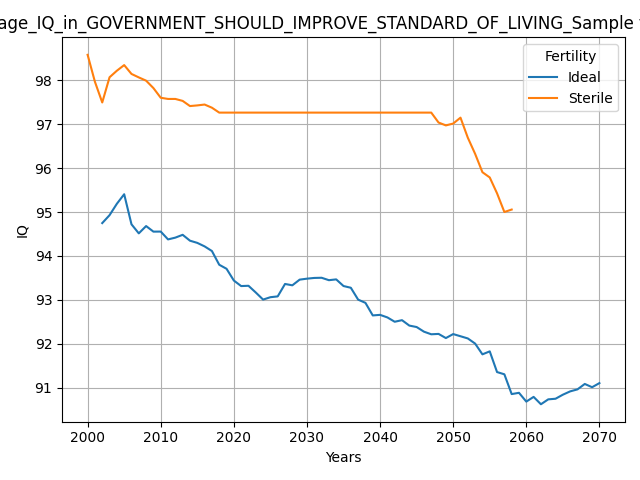 age_IQ_in_GOVERNMENT_SHOULD_IMPROVE_STANDARD_OF_LIVING_Sample
Fertility
Ideal
Sterile
98
97
96
95
94
93
92
91
IQ
2000 2010 2020 2030 2040 2050 2060 2070
Years